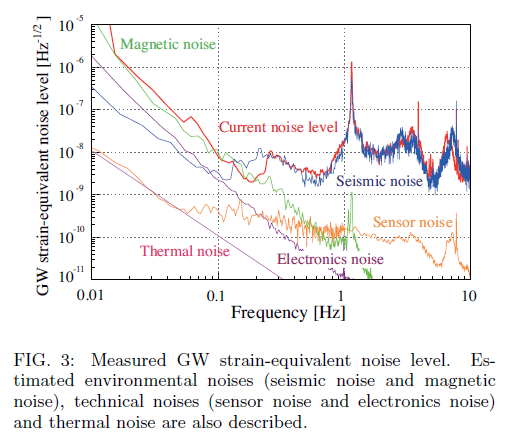 GW strain-equivalent noise level [Hz^-1/2]
10^-5
10^-6
10^-7
10^-8
10^-9
10^-10
10^-11
Magnetic noise
Current noise level
Seismic noise
Sensor noise
Thermal noise
Electronics noise
0.01
0.1
1
10
Frequency [Hz]
FIG. 3: Measured GW strain-equivalent noise level. Es-
timated environmental noises (seismic noise and magnetic
noise), technical noises (sensor noise and electronics noise)
and thermal noise are also described.